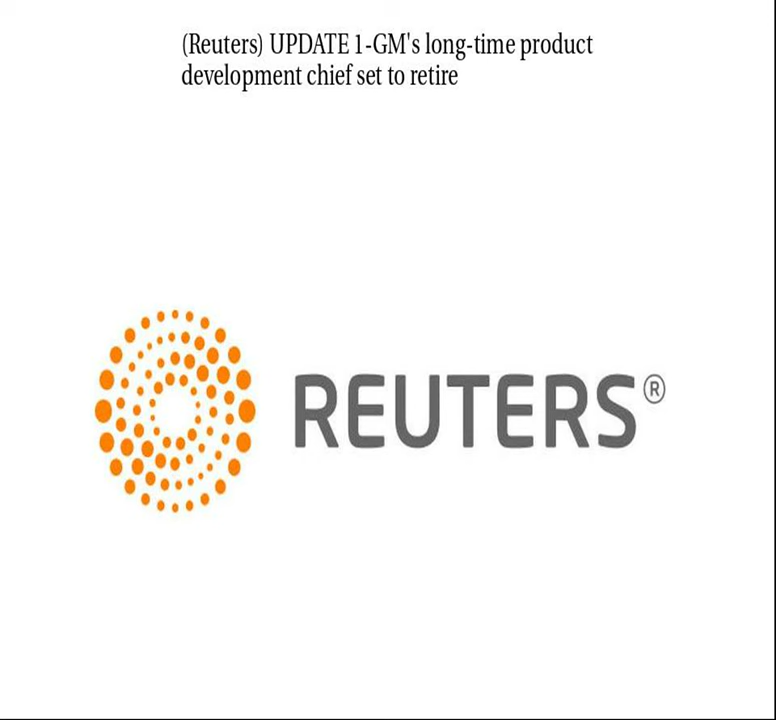 (Reuters) UPDATE 1-GM's long-time product
development chief set to retire
REUTERS®